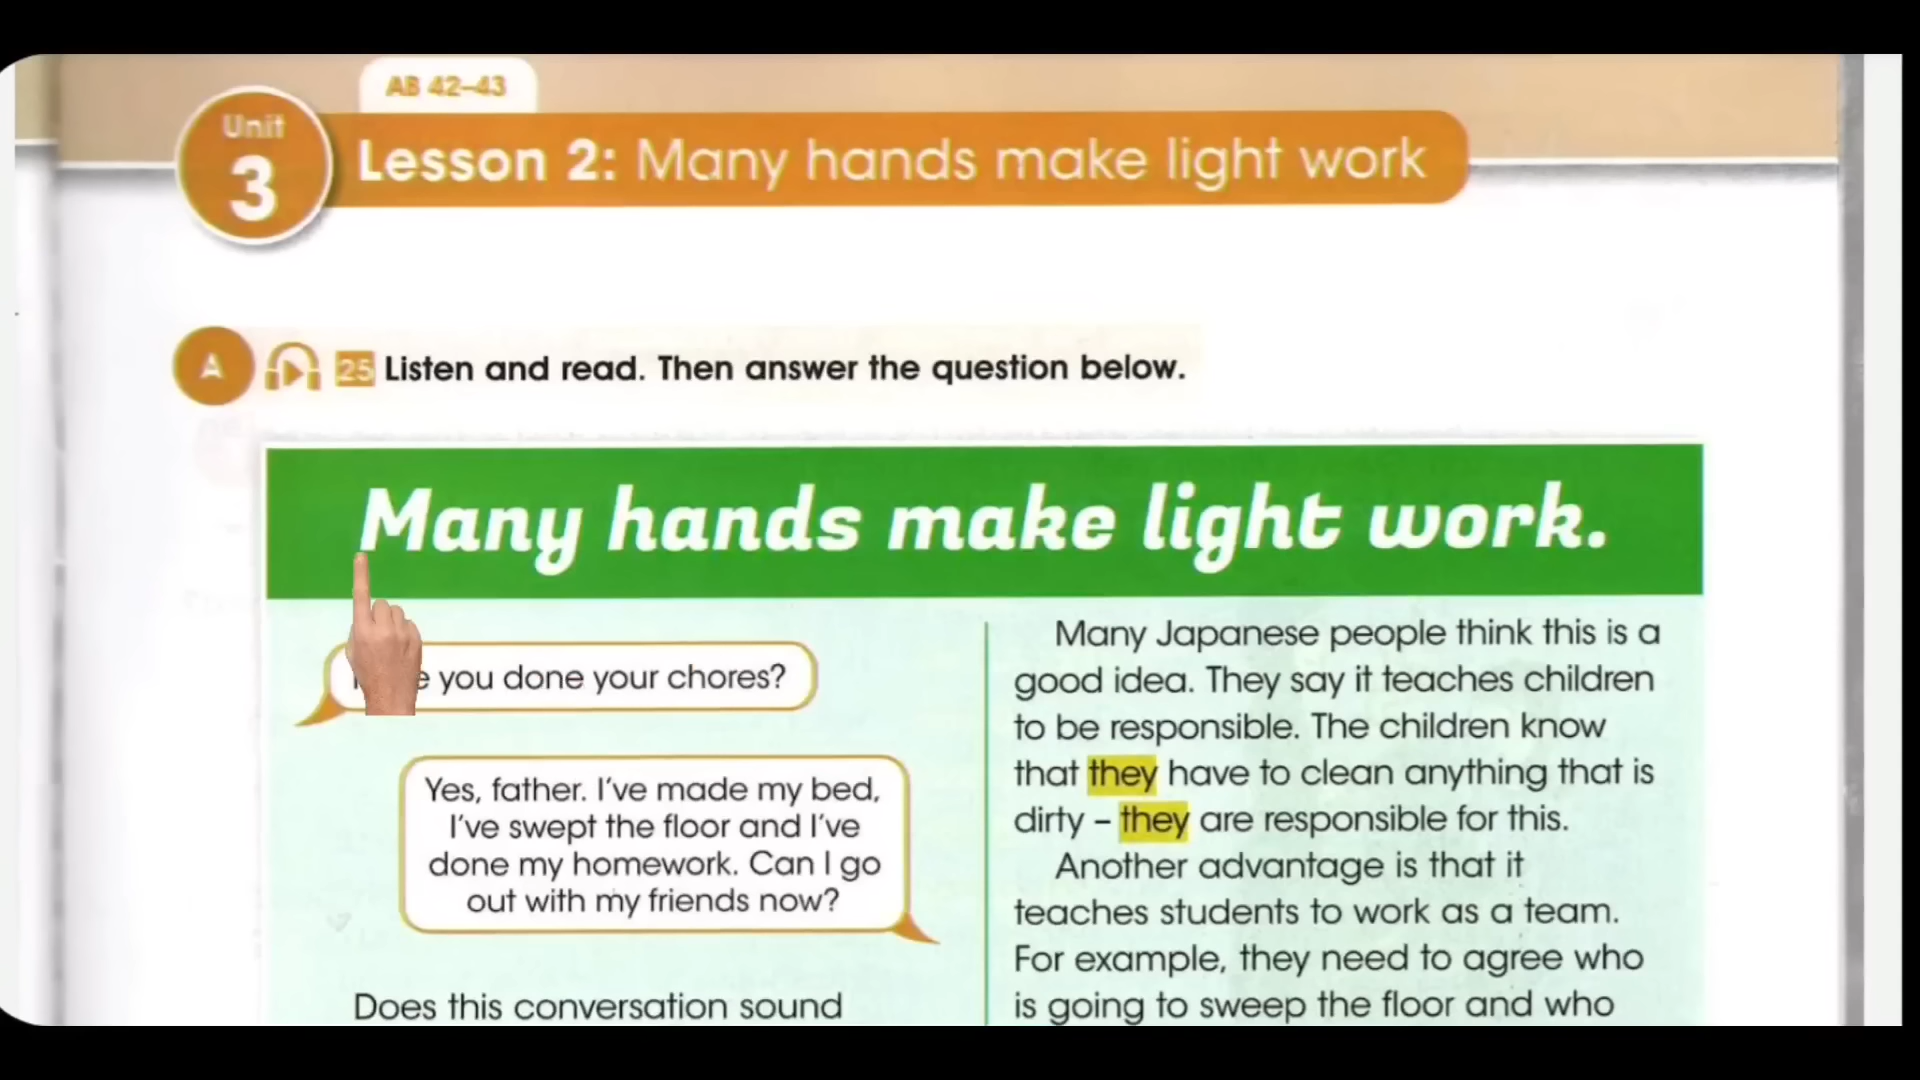 AB 42–43
Unit
3
Lesson 2: Many hands make light work
A
25 Listen and read. Then answer the question below.
Many hands make light work.
you done your chores?
Yes, father. I've made my bed,
I've swept the floor and I've
done my homework. Can I go
out with my friends now?
Does this conversation sound
Many Japanese people think this is a
good idea. They say it teaches children
to be responsible. The children know
that they have to clean anything that is
dirty – they are responsible for this.
Another advantage is that it
teaches students to work as a team.
For example, they need to agree who
is going to sweep the floor and who